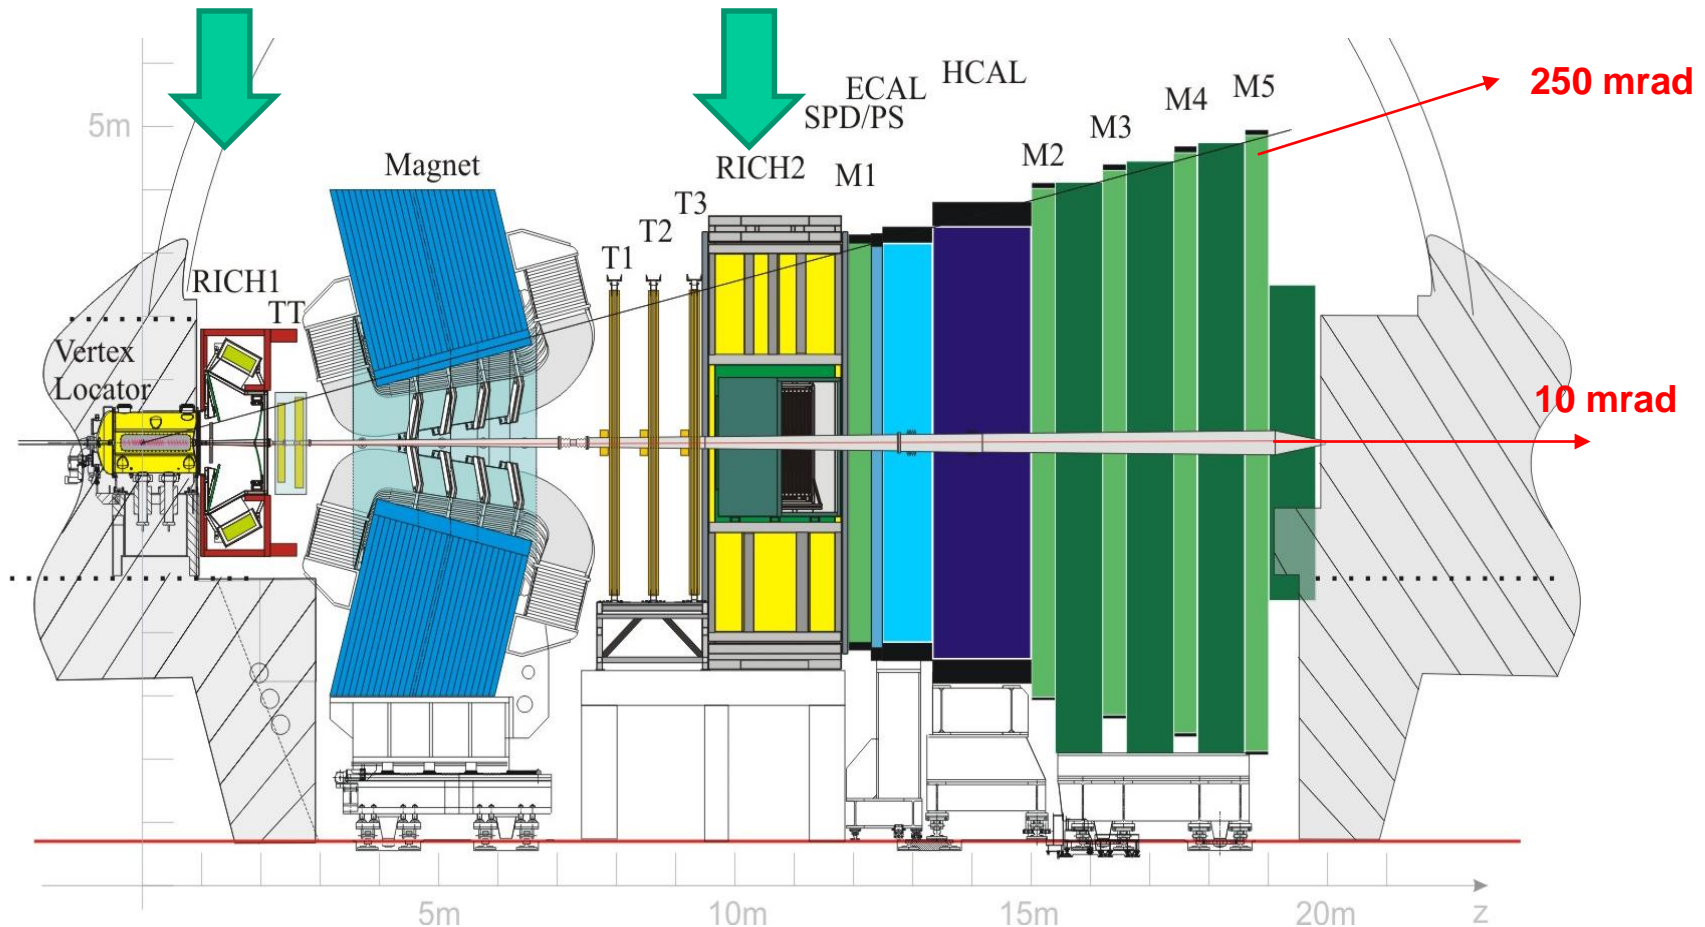 HCAL
250 mrad
ECAL
M5
M4
SPD/PS
M3
5m
Magnet
RICH2
M2
M1
T3
T2
T1
RICH1
TT
Vertex
Locator
10 mrad
5m
10m
15m
20m
z